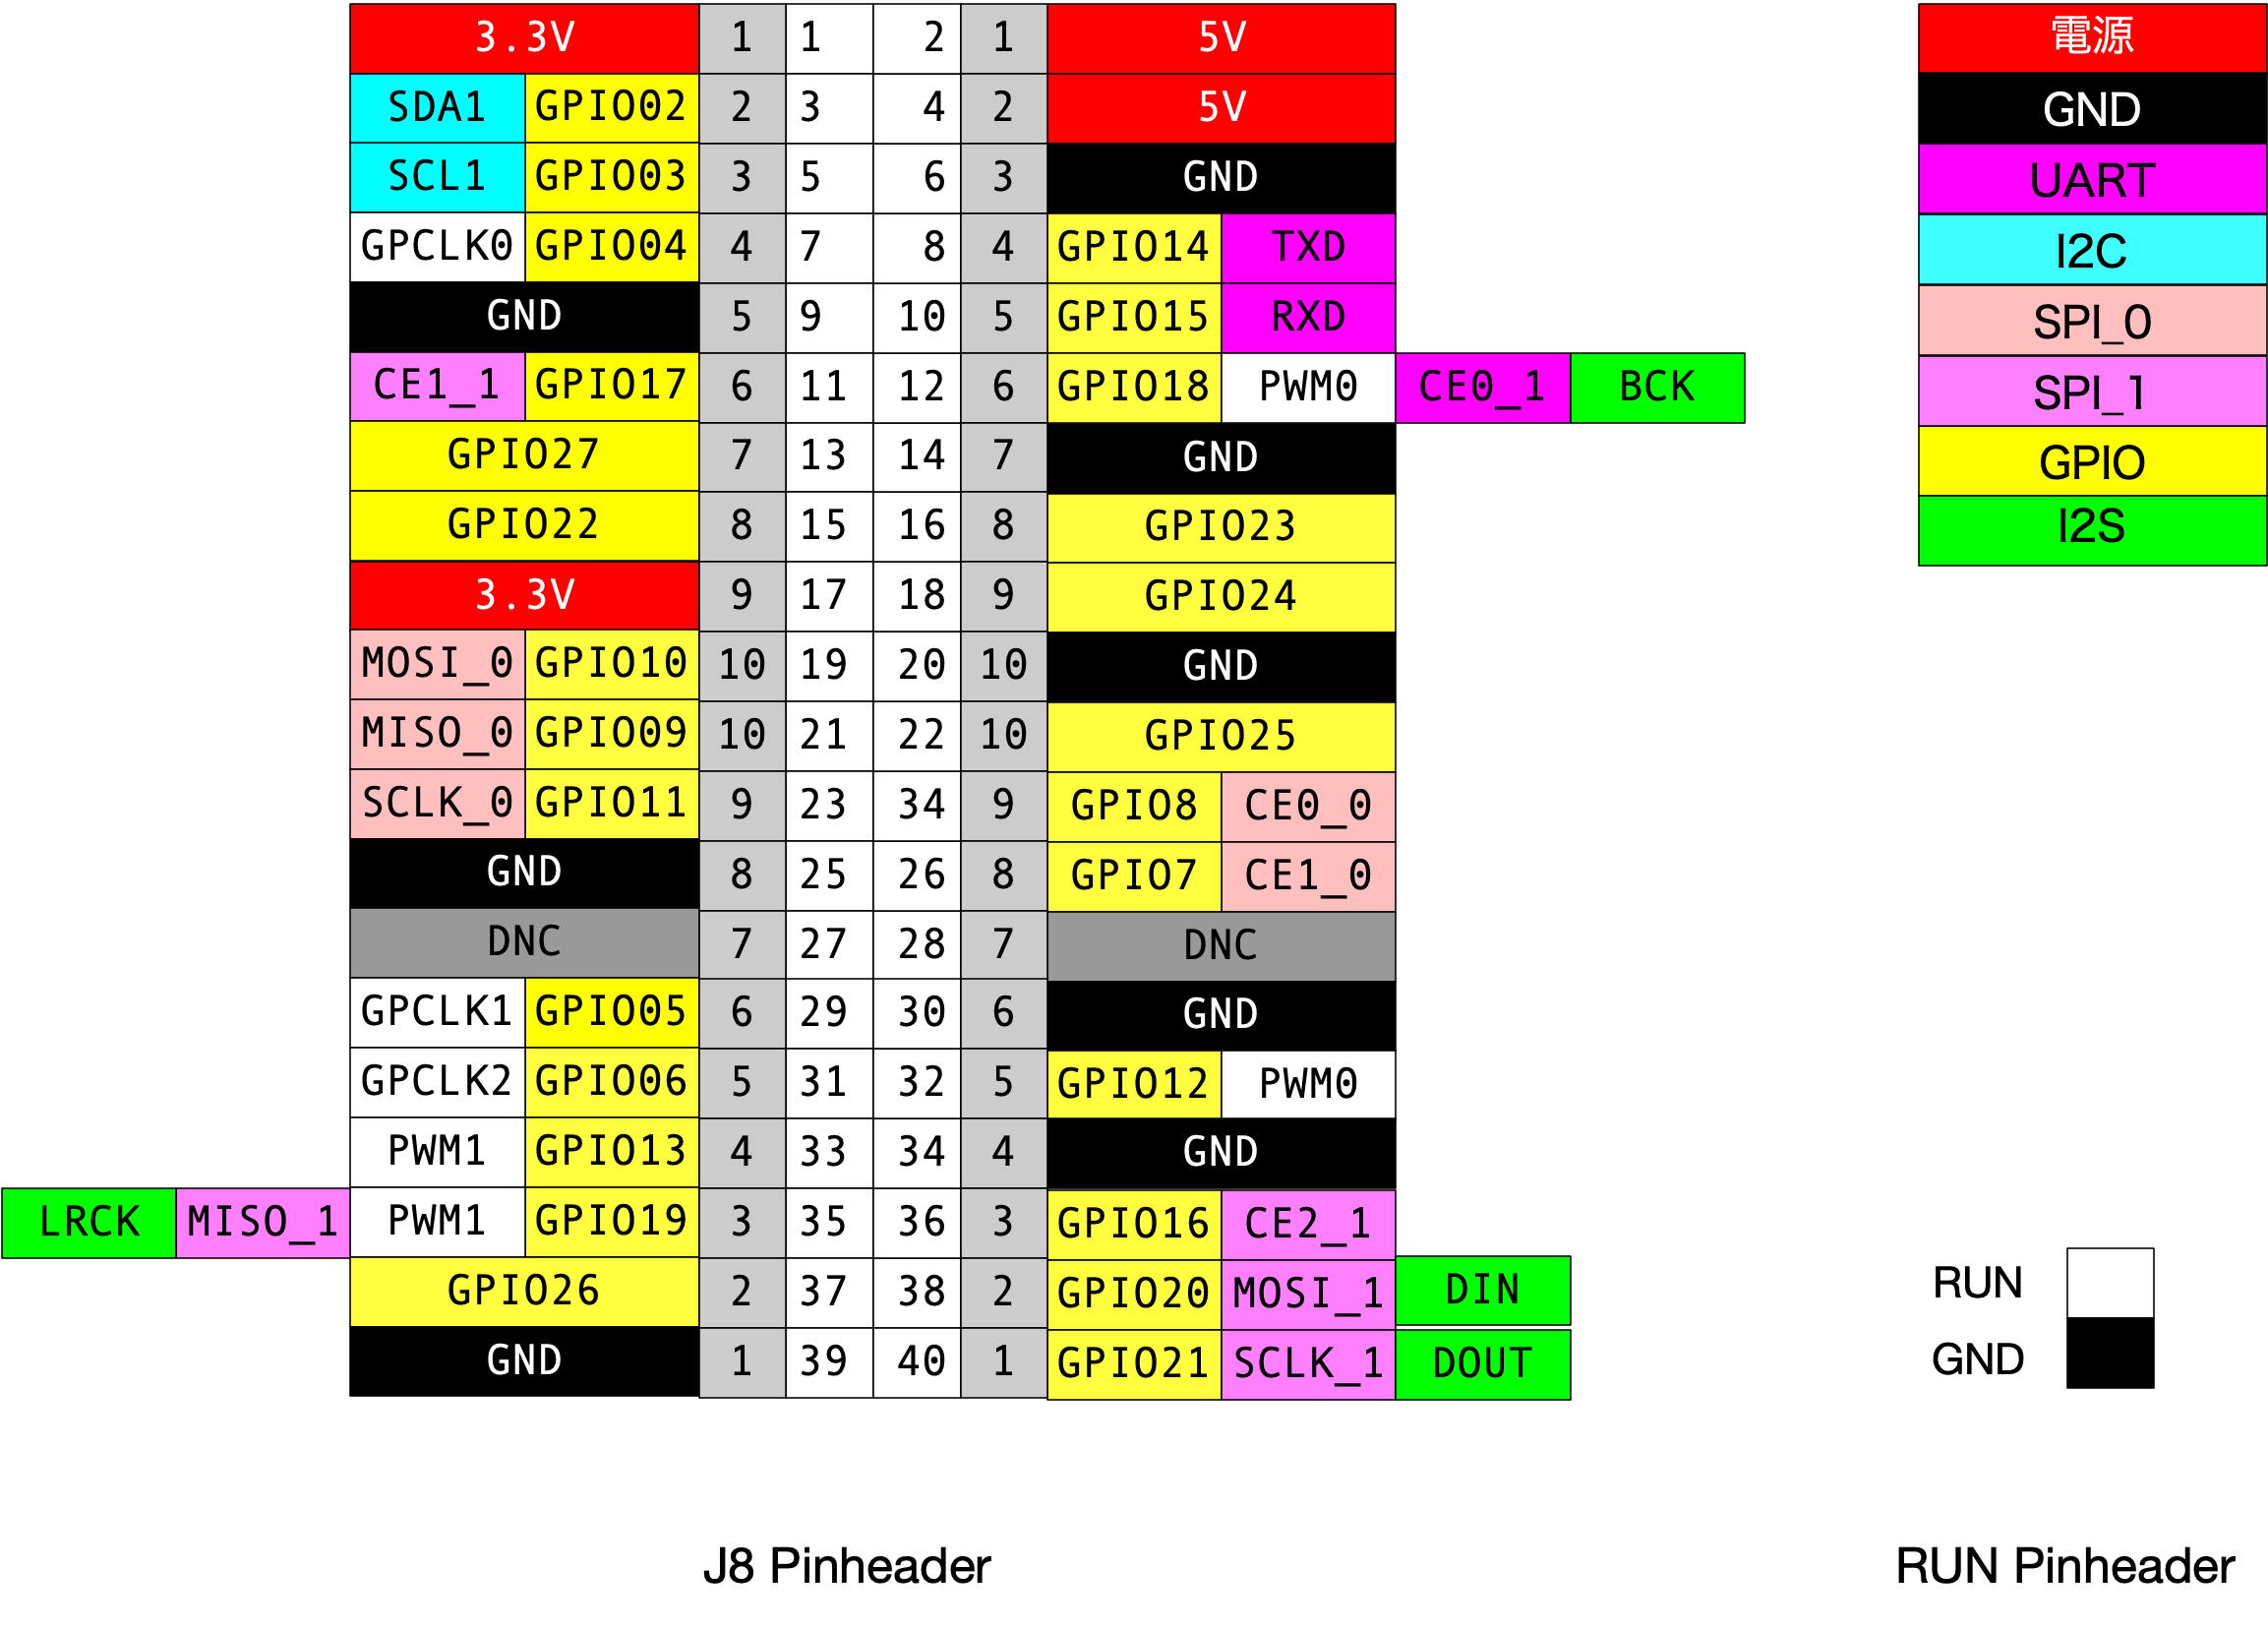 3.3V 1 1 2 1 5V
SDA1 GPIO02 2 3 4 2 5V
SCL1 GPIO03 3 5 6 3 GND
GPCLK0 GPIO04 4 7 8 4 GPIO14 TXD
GND 5 9 10 5 GPIO15 RXD
CE1_1 GPIO17 6 11 12 6 GPIO18 PWM0 CE0_1 BCK
GPIO27 7 13 14 7 GND
GPIO22 8 15 16 8 GPIO23
3.3V 9 17 18 9 GPIO24
MOSI_0 GPIO10 10 19 20 10 GND
MISO_0 GPIO09 10 21 22 10 GPIO25
SCLK_0 GPIO11 9 23 34 9 GPIO8 CE0_0
GND 8 25 26 8 GPIO7 CE1_0
DNC 7 27 28 7 DNC
GPCLK1 GPIO05 6 29 30 6 GND
GPCLK2 GPIO06 5 31 32 5 GPIO12 PWM0
PWM1 GPIO13 4 33 34 4 GND
LRCK MISO_1 PWM1 GPIO19 3 35 36 3 GPIO16 CE2_1
GPIO26 2 37 38 2 GPIO20 MOSI_1 DIN
GND 1 39 40 1 GPIO21 SCLK_1 DOUT
J8 Pinheader
電源
GND
UART
I2C
SPI_0
SPI_1
GPIO
I2S
RUN
GND
RUN Pinheader